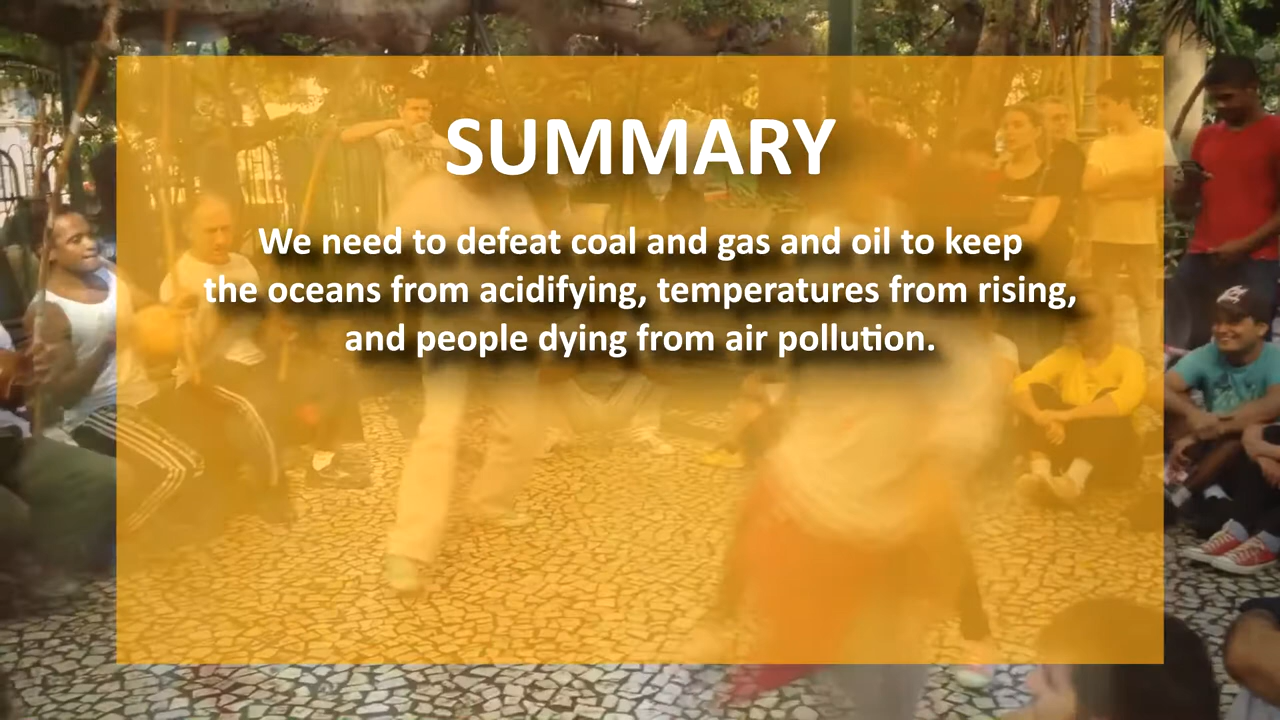 SUMMARY
We need to defeat coal and gas and oil to keep
the oceans from acidifying, temperatures from rising,
and people dying from air pollution.